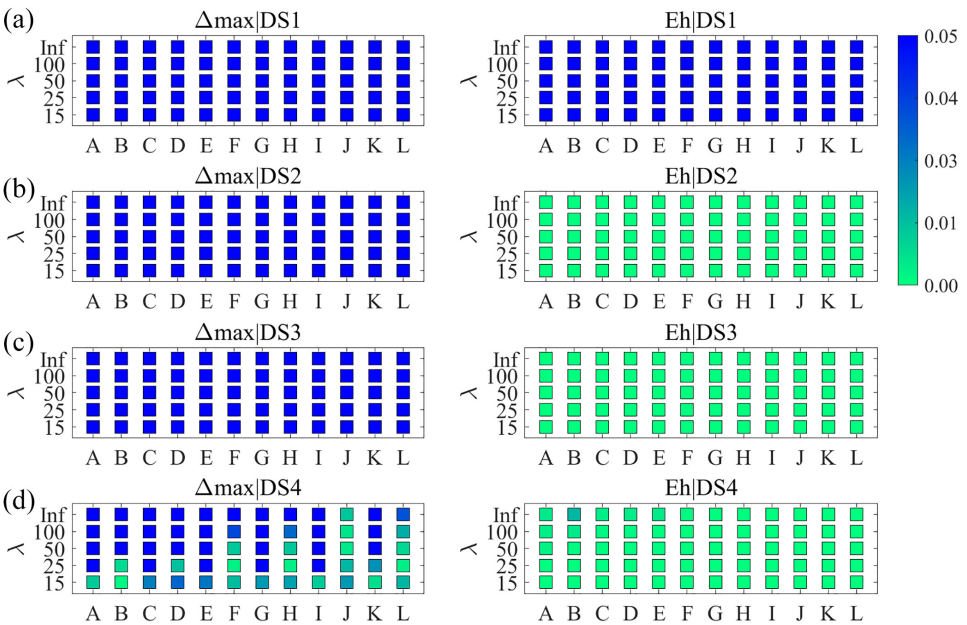 (a)
Δmax|DS1
Inf
100
50
25
15
λ
A B C D E F G H I J K L
Eh|DS1
Inf
100
50
25
15
λ
A B C D E F G H I J K L
0.05
0.04
0.03
0.01
0.00
(b)
Δmax|DS2
Inf
100
50
25
15
λ
A B C D E F G H I J K L
Eh|DS2
Inf
100
50
25
15
λ
A B C D E F G H I J K L
(c)
Δmax|DS3
Inf
100
50
25
15
λ
A B C D E F G H I J K L
Eh|DS3
Inf
100
50
25
15
λ
A B C D E F G H I J K L
(d)
Δmax|DS4
Inf
100
50
25
15
λ
A B C D E F G H I J K L
Eh|DS4
Inf
100
50
25
15
λ
A B C D E F G H I J K L